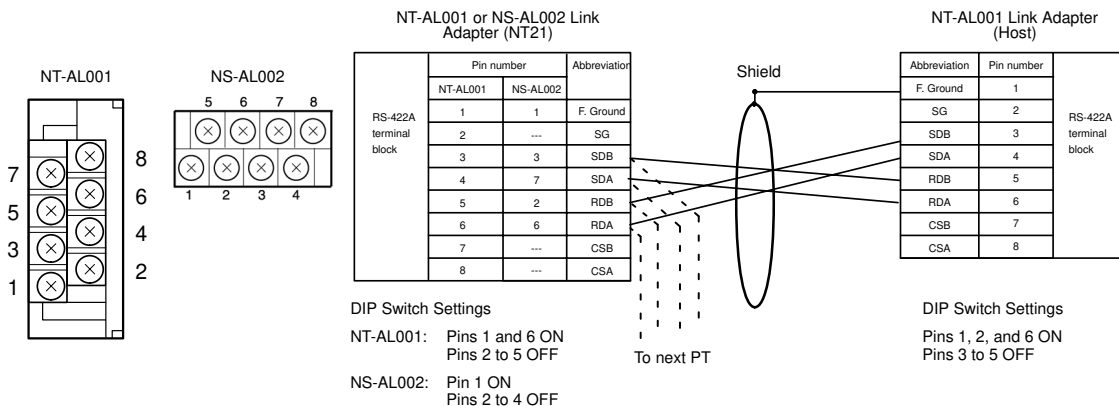 NT-AL001
7
5
3
1
8
6
4
2
NS-AL002
5 6 7 8
1 2 3 4
NT-AL001 or NS-AL002 Link
Adapter (NT21)
RS-422A
terminal
block
Pin number Abbreviation
NT-AL001 NS-AL002
1 1 F. Ground
2 --- SG
3 3 SDB
4 7 SDA
5 2 RDB
6 6 RDA
7 --- CSB
8 --- CSA
Shield
To next PT
DIP Switch Settings
NT-AL001: Pins 1 and 6 ON
Pins 2 to 5 OFF
NS-AL002: Pin 1 ON
Pins 2 to 4 OFF
NT-AL001 Link Adapter
(Host)
Abbreviation Pin number
F. Ground 1
SG 2
SDB 3
SDA 4
RDB 5
RDA 6
CSB 7
CSA 8
RS-422A
terminal
block
DIP Switch Settings
Pins 1, 2, and 6 ON
Pins 3 to 5 OFF